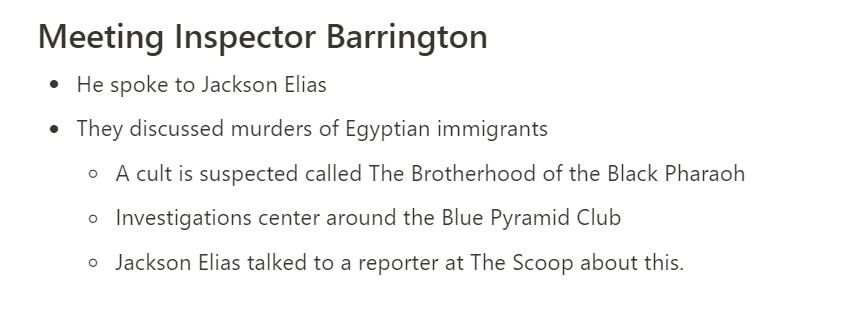 Meeting Inspector Barrington
He spoke to Jackson Elias
They discussed murders of Egyptian immigrants
A cult is suspected called The Brotherhood of the Black Pharaoh
Investigations center around the Blue Pyramid Club
Jackson Elias talked to a reporter at The Scoop about this.